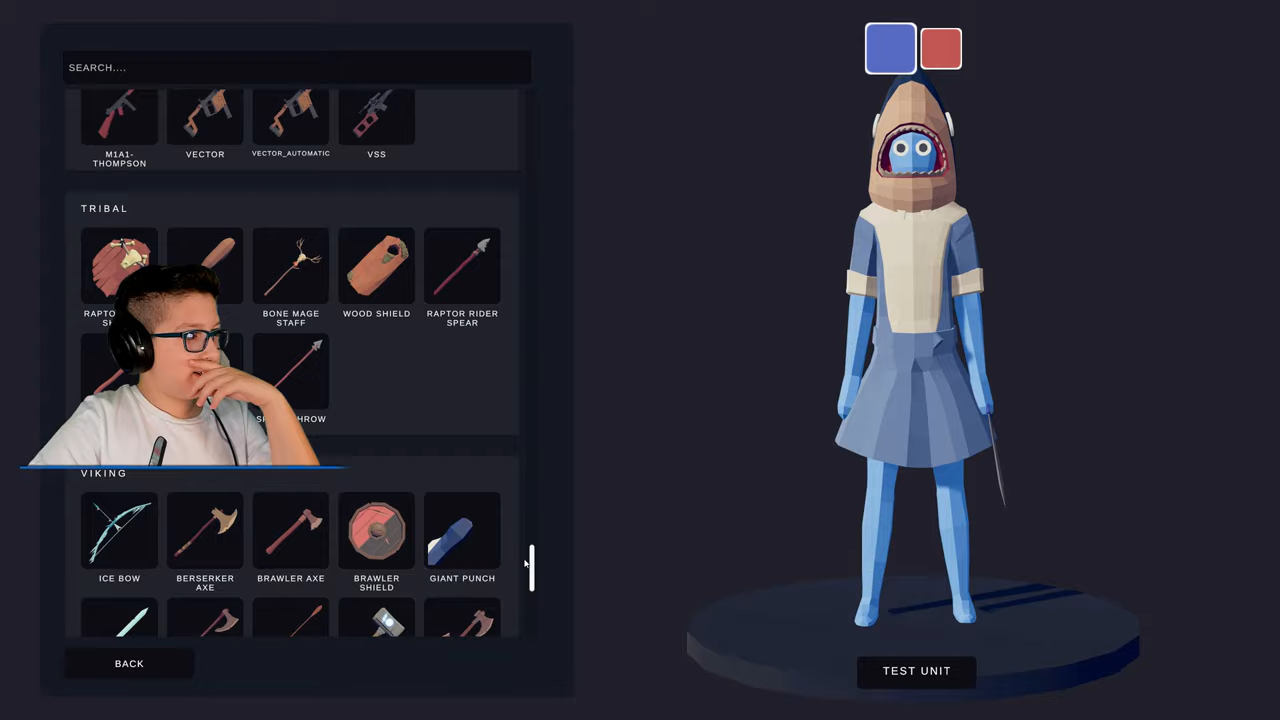 SEARCH....
M1A1-
THOMPSON
VECTOR
VECTOR_AUTOMATIC
VSS
TRIBAL
BONE MAGE
STAFF
WOOD SHIELD
RAPTOR RIDER
SPEAR
VIKING
ICE BOW
BERSERKER
AXE
BRAWLER AXE
BRAWLER
SHIELD
GIANT PUNCH
BACK
TEST UNIT